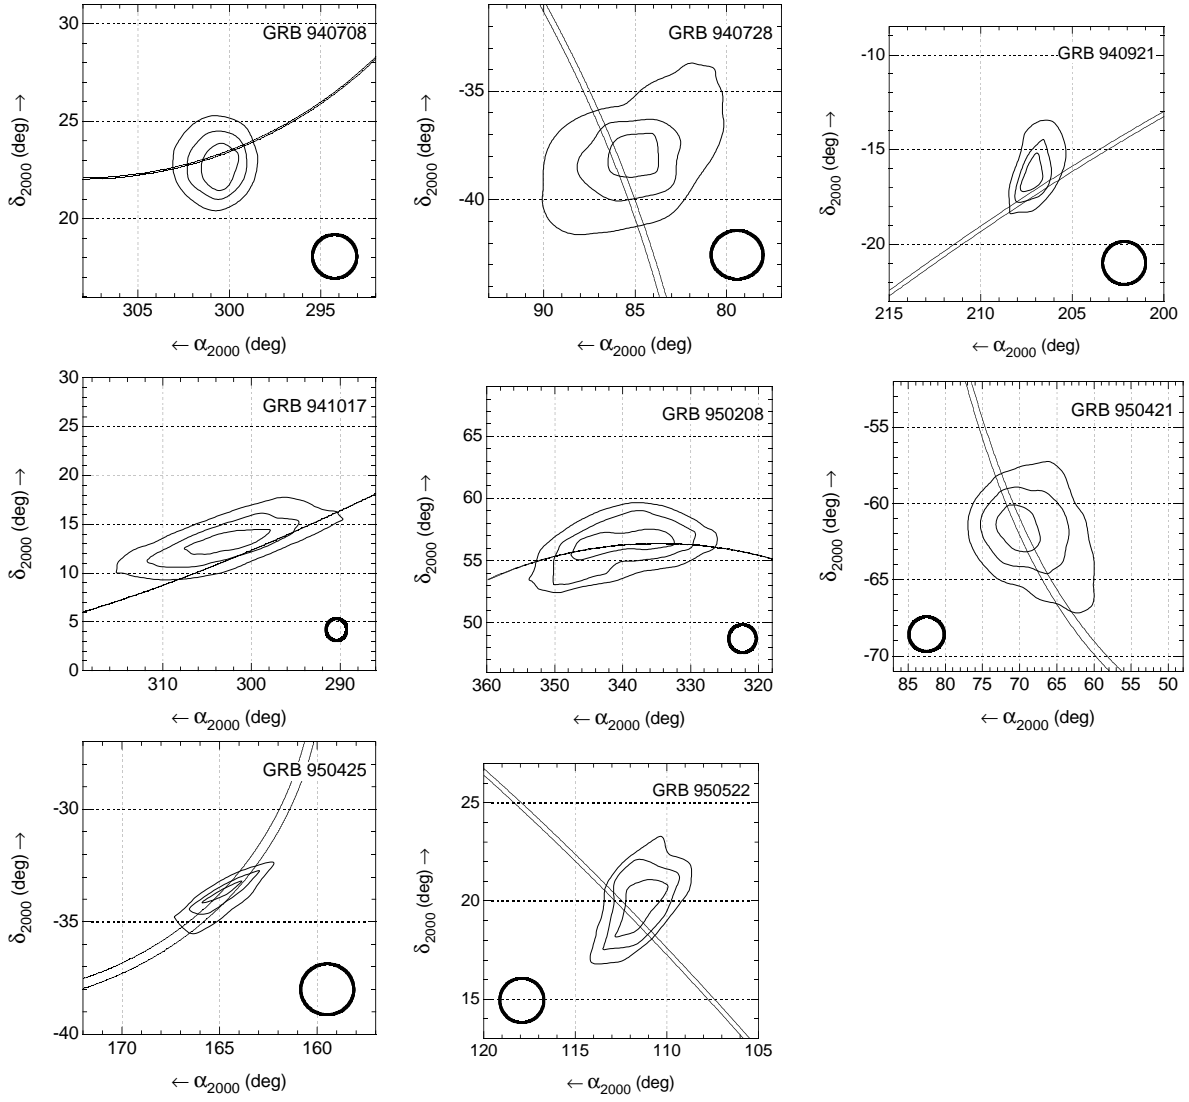 GRB 940708
30
25
20
305
300
295
δ2000 (deg) →
← α2000 (deg)
GRB 940728
-35
-40
90
85
80
δ2000 (deg) →
← α2000 (deg)
GRB 940921
-10
-15
-20
215
210
205
200
δ2000 (deg) →
← α2000 (deg)
GRB 941017
30
25
20
15
10
5
0
310
300
290
δ2000 (deg) →
← α2000 (deg)
GRB 950208
65
60
55
50
360
350
340
330
320
δ2000 (deg) →
← α2000 (deg)
GRB 950421
-55
-60
-65
-70
85
80
75
70
65
60
55
50
δ2000 (deg) →
← α2000 (deg)
GRB 950425
-30
-35
-40
170
165
160
δ2000 (deg) →
← α2000 (deg)
GRB 950522
25
20
15
120
115
110
105
δ2000 (deg) →
← α2000 (deg)